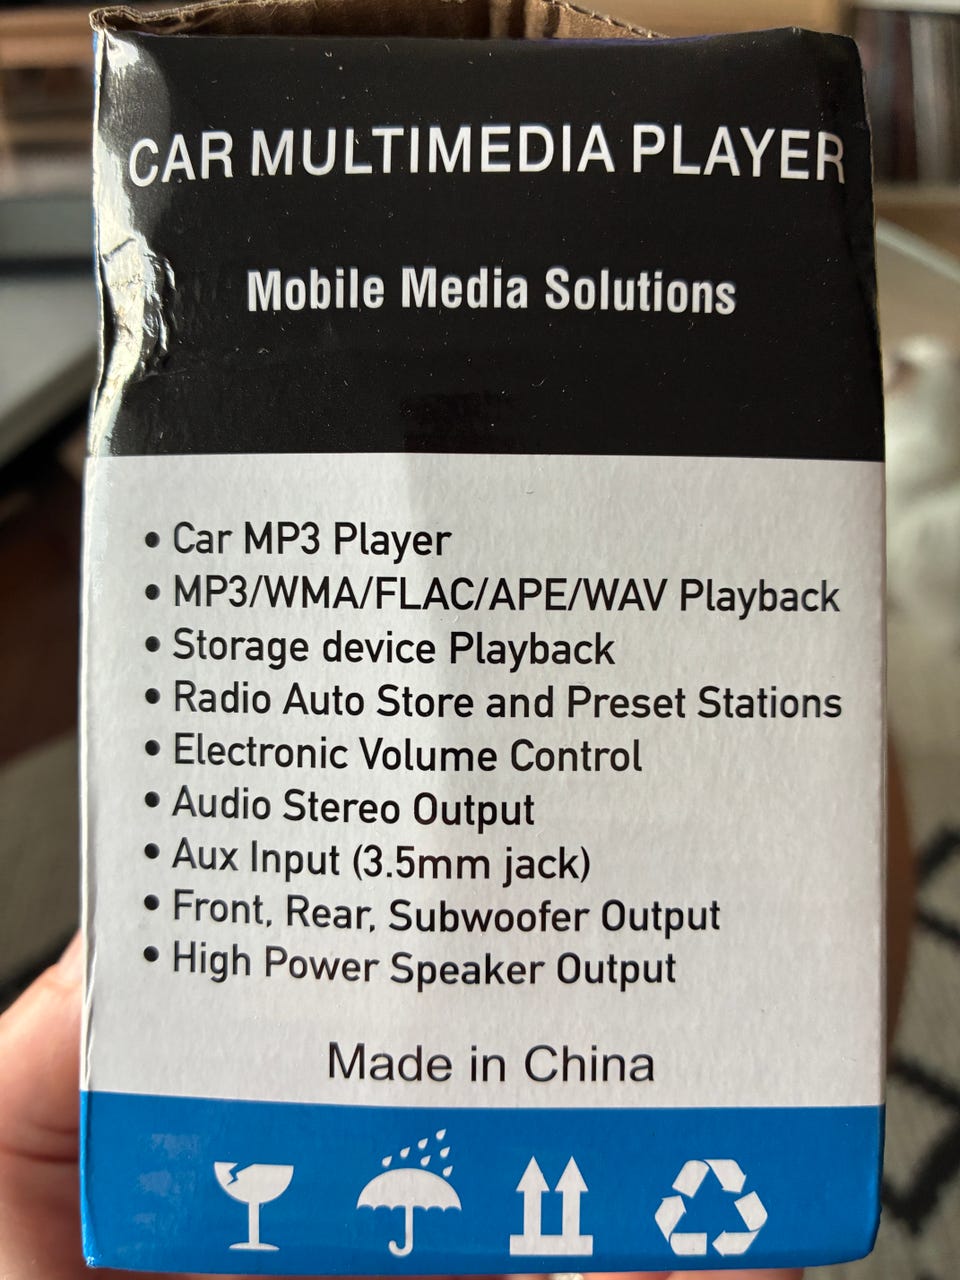 CAR MULTIMEDIA PLAYER
Mobile Media Solutions
• Car MP3 Player
• MP3/WMA/FLAC/APE/WAV Playback
• Storage device Playback
• Radio Auto Store and Preset Stations
• Electronic Volume Control
• Audio Stereo Output
• Aux Input (3.5mm jack)
• Front, Rear, Subwoofer Output
• High Power Speaker Output
Made in China